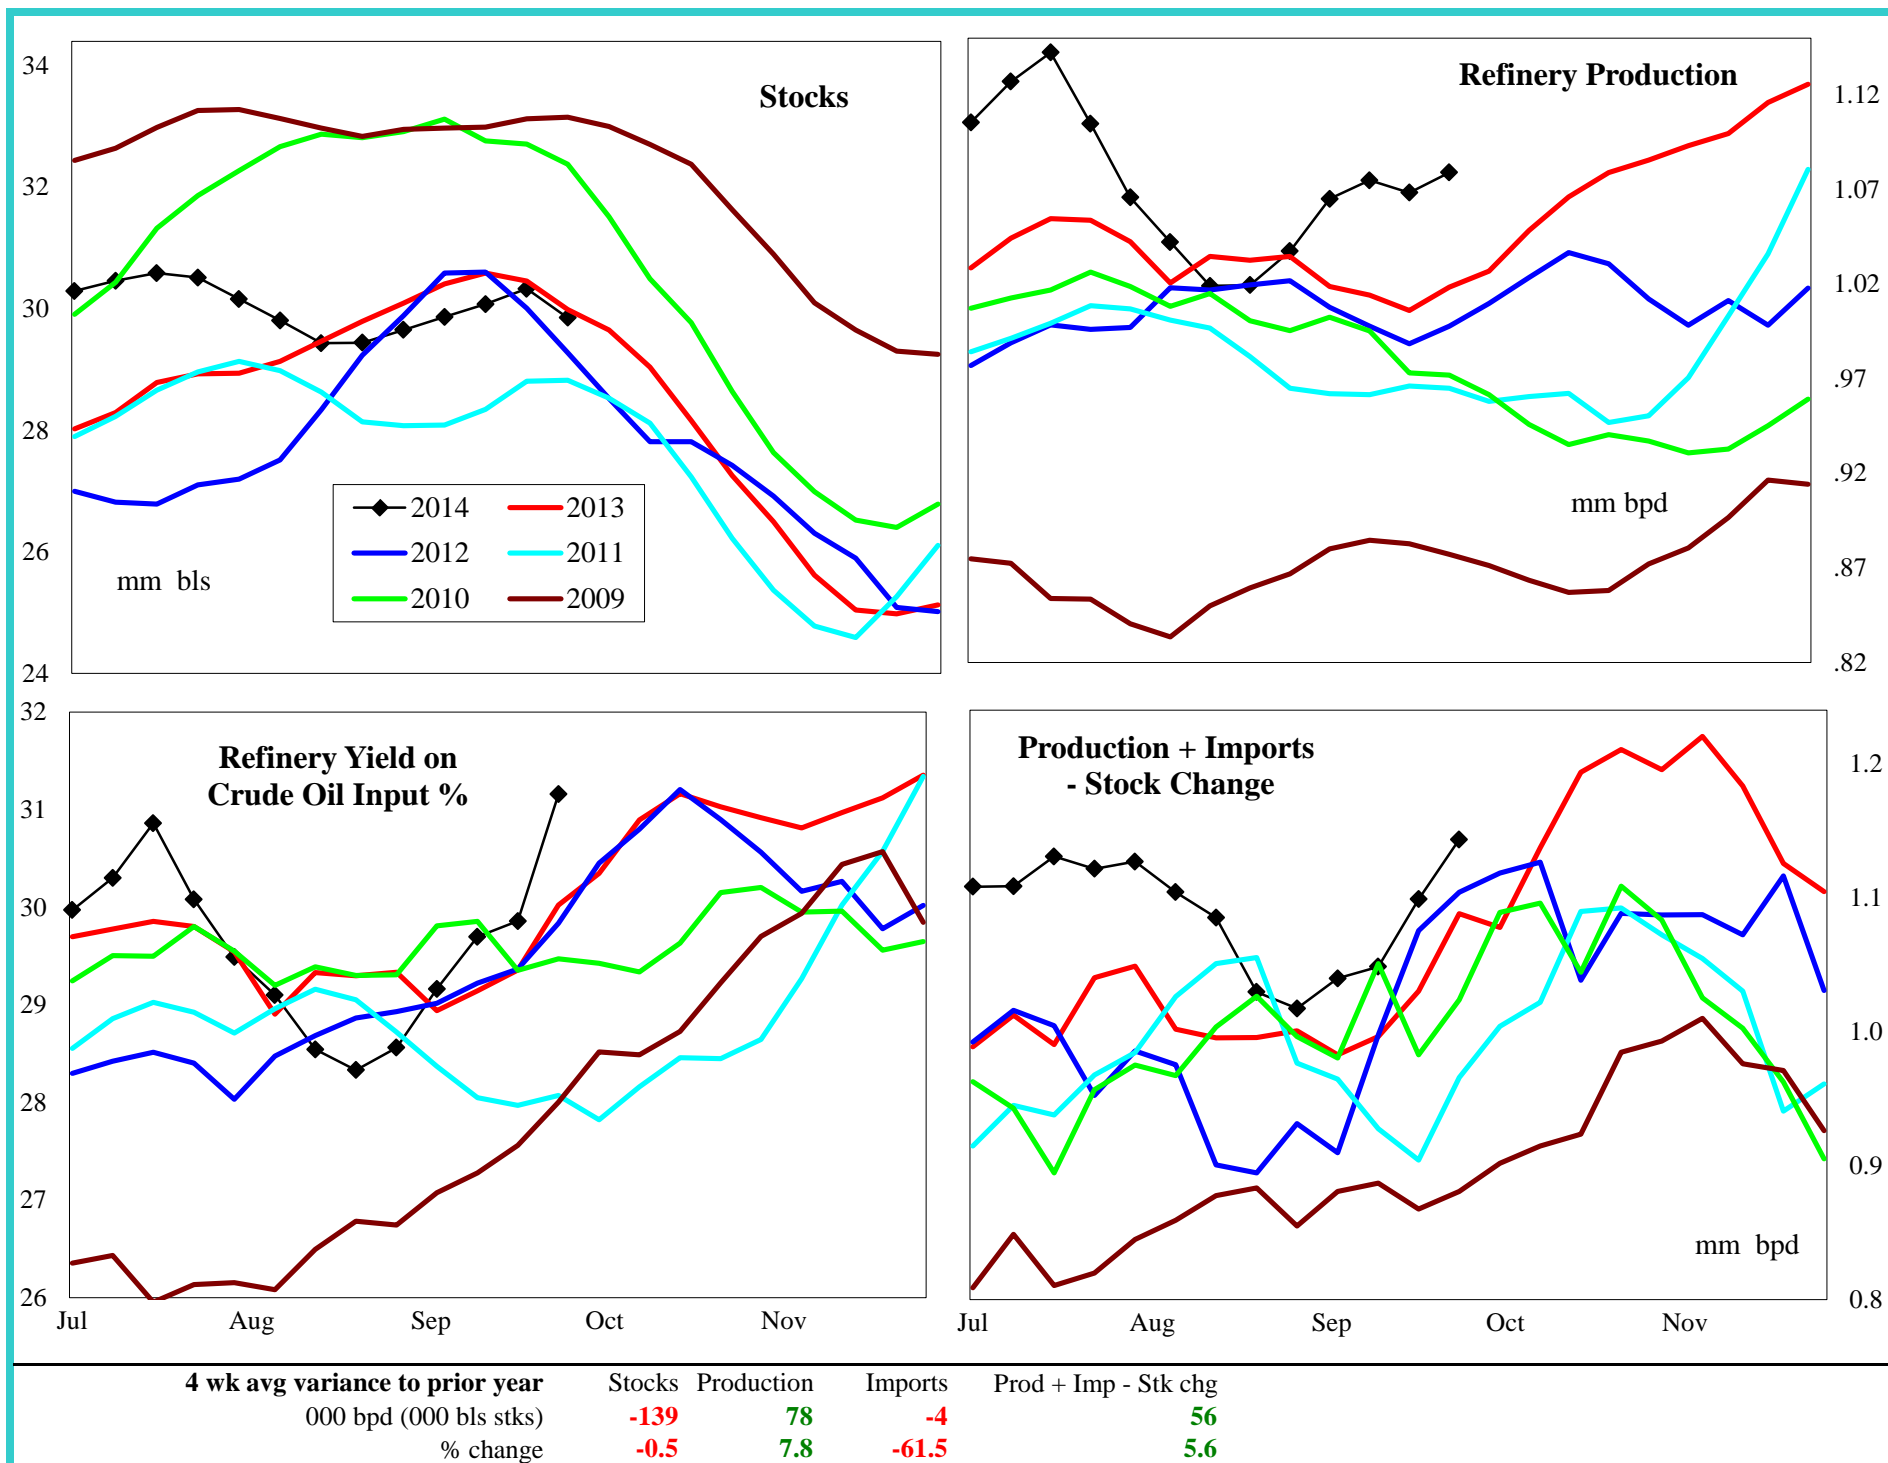 Stocks
34
32
30
28
26
24
mm bls
2014 2013
2012 2011
2010 2009
Refinery Production
1.12
1.07
1.02
.97
.92
.87
.82
mm bpd
Refinery Yield on
Crude Oil Input %
32
31
30
29
28
27
26
Jul Aug Sep Oct Nov
Production + Imports
- Stock Change
1.2
1.1
1.0
0.9
0.8
mm bpd
Jul Aug Sep Oct Nov
4 wk avg variance to prior year Stocks Production Imports Prod + Imp - Stk chg
000 bpd (000 bls stks) -139 78 -4 56
% change -0.5 7.8 -61.5 5.6